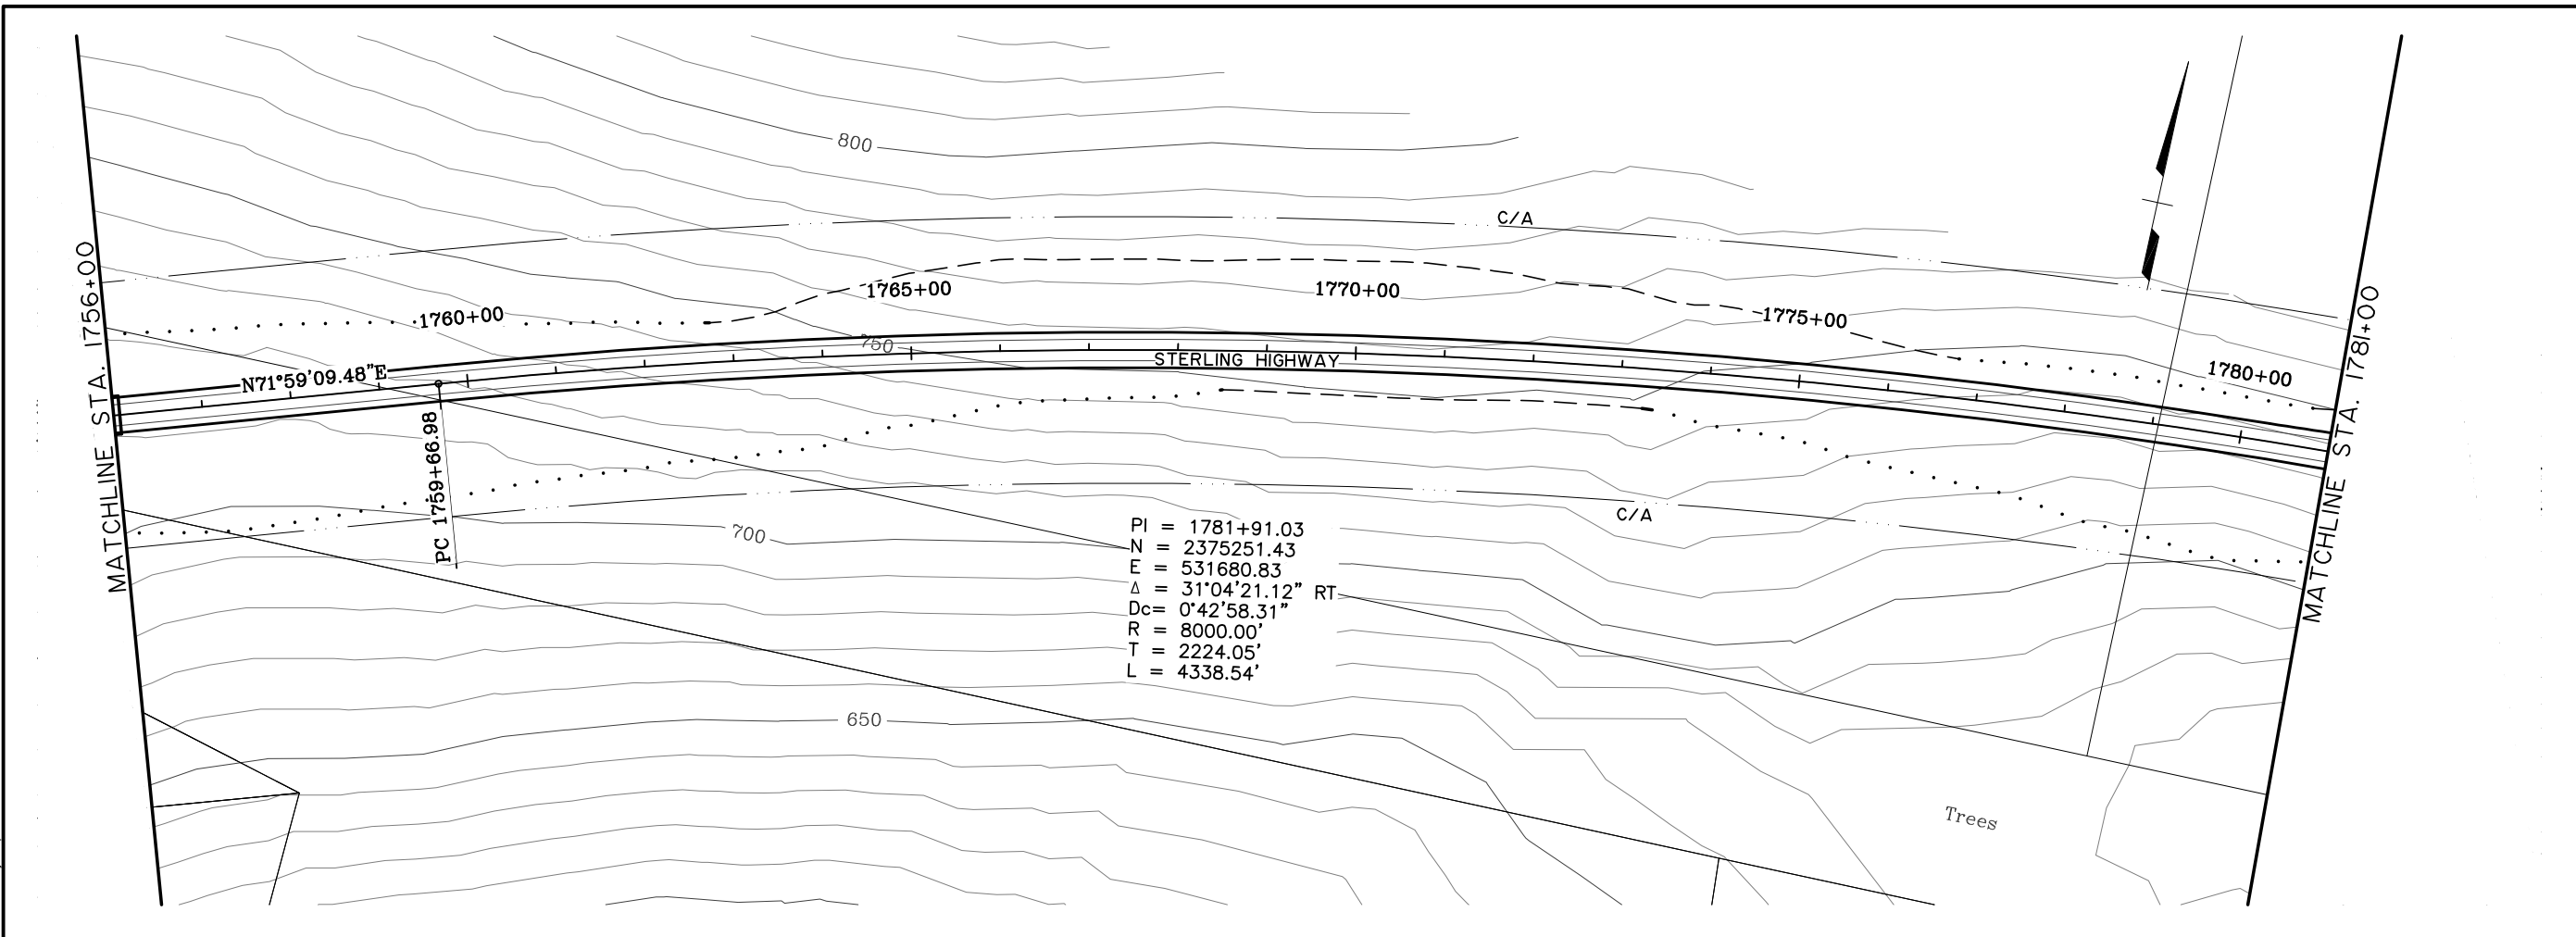 800
C/A
1765+00
1770+00
1760+00
1775+00
750
STERLING HIGHWAY
1780+00
N71°59'09.48"E
MATCHLINE STA. 1756+00
MATCHLINE STA. 1781+00
PC 1759+66.98
C/A
700
PI = 1781+91.03
N = 2375251.43
E = 531680.83
Δ = 31°04'21.12" RT
Dc= 0°42'58.31"
R = 8000.00'
T = 2224.05'
L = 4338.54'
650
Trees